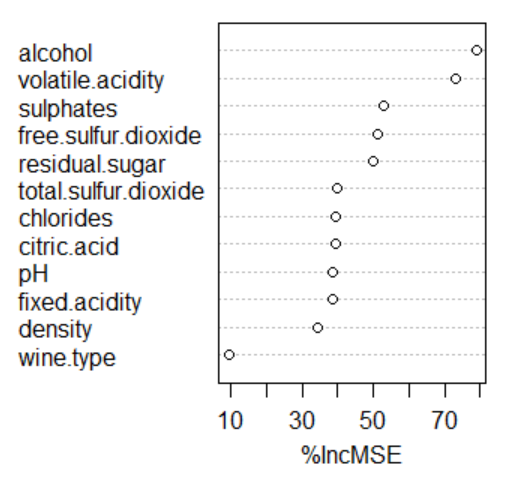 alcohol
volatile.acidity
sulphates
free.sulfur.dioxide
residual.sugar
total.sulfur.dioxide
chlorides
citric.acid
pH
fixed.acidity
density
wine.type
10 30 50 70
%IncMSE